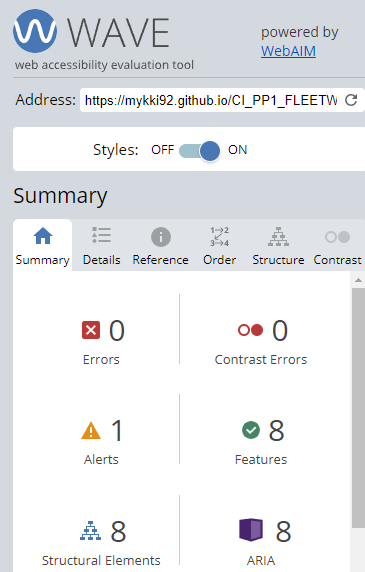 WAVE
powered by
WebAIM
web accessibility evaluation tool
Address: https://mykki92.github.io/CI_PP1_FLEETW
Styles: OFF ON
Summary
Summary Details Reference Order Structure Contrast
0 0
Errors Contrast Errors
1 8
Alerts Features
8 8
Structural Elements ARIA